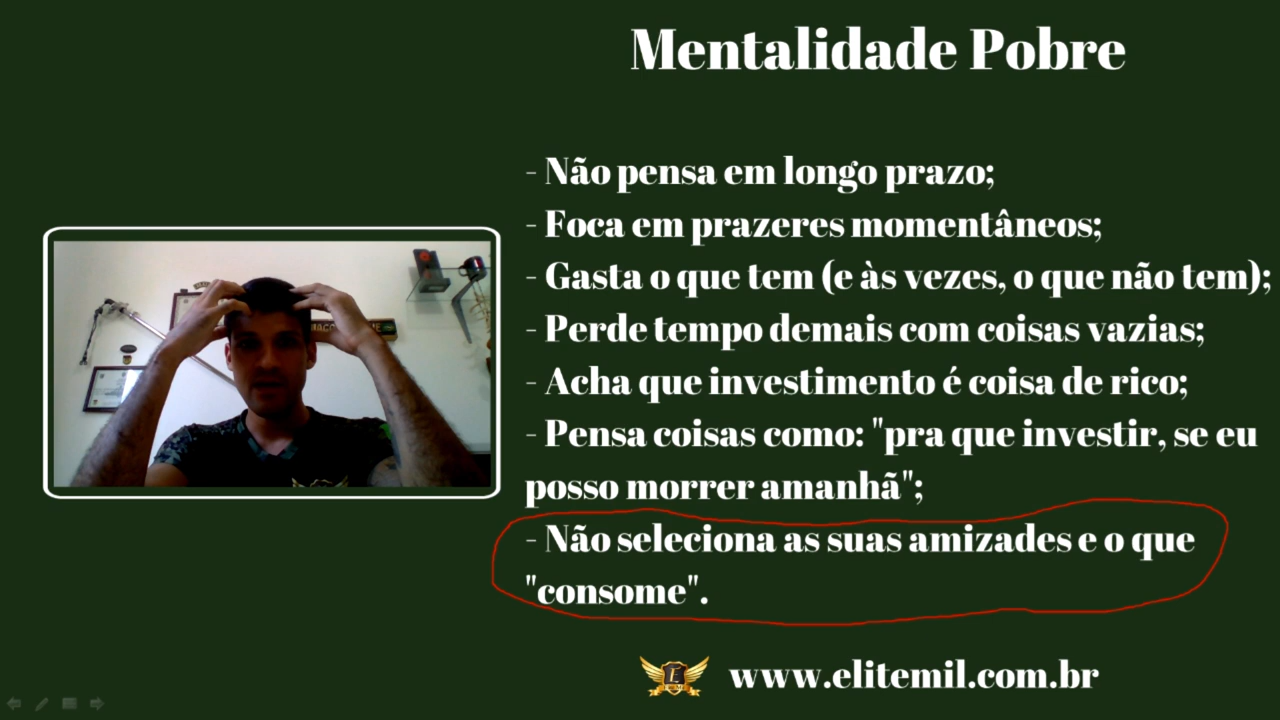 Mentalidade Pobre
- Não pensa em longo prazo;
- Foca em prazeres momentâneos;
- Gasta o que tem (e às vezes, o que não tem);
- Perde tempo demais com coisas vazias;
- Acha que investimento é coisa de rico;
- Pensa coisas como: "pra que investir, se eu
posso morrer amanhã";
- Não seleciona as suas amizades e o que
"consome".
www.elitemil.com.br